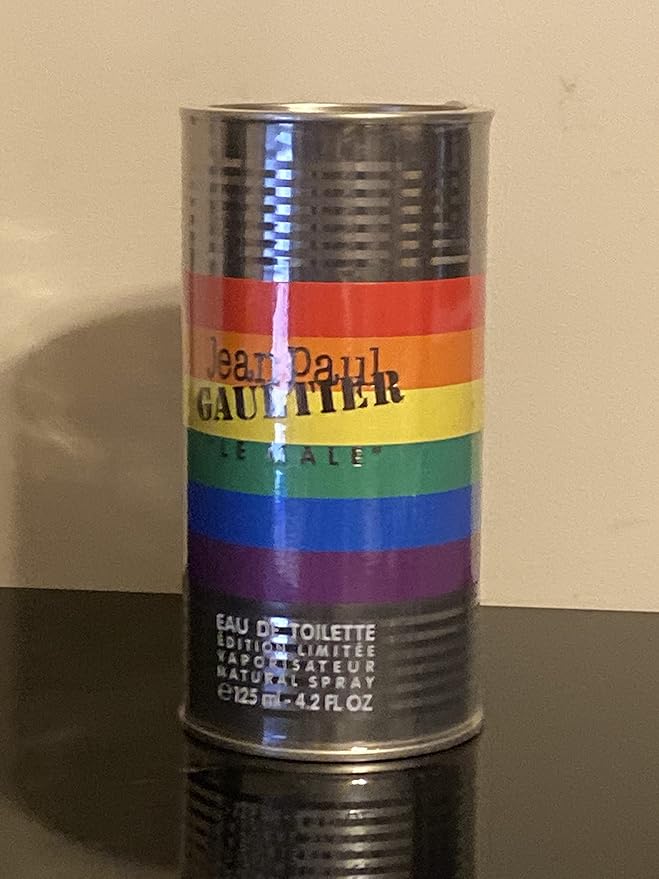 Jean Paul
GAULTIER
"LE MALE"
EAU DE TOILETTE
ÉDITION LIMITÉE
VAPORISATEUR
NATURAL SPRAY
℮125 ml - 4.2 FL OZ